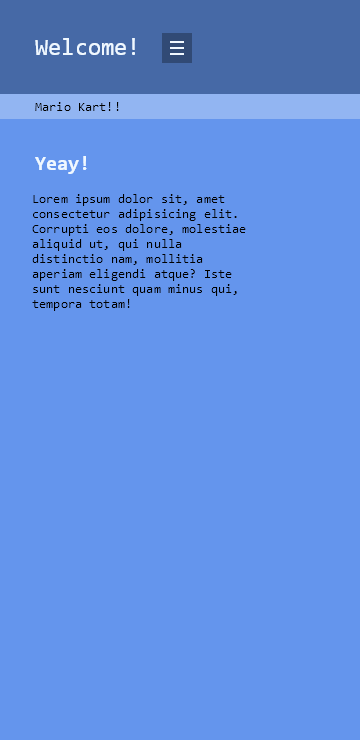 Welcome!
Mario Kart!!
Yeay!
Lorem ipsum dolor sit, amet
consectetur adipisicing elit.
Corrupti eos dolore, molestiae
aliquid ut, qui nulla
distinctio nam, mollitia
aperiam eligendi atque? Iste
sunt nesciunt quam minus qui,
tempora totam!